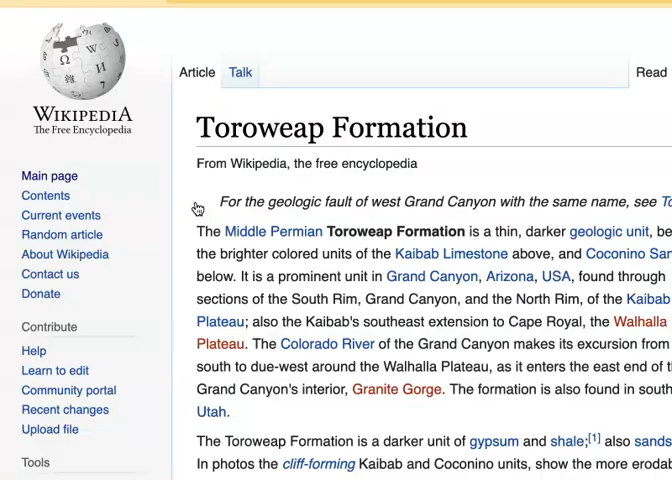 WIKIPEDIA
The Free Encyclopedia
Main page
Contents
Current events
Random article
About Wikipedia
Contact us
Donate
Contribute
Help
Learn to edit
Community portal
Recent changes
Upload file
Tools
Article Talk Read
Toroweap Formation
From Wikipedia, the free encyclopedia
For the geologic fault of west Grand Canyon with the same name, see
The Middle Permian Toroweap Formation is a thin, darker geologic unit,
the brighter colored units of the Kaibab Limestone above, and Coconino
below. It is a prominent unit in Grand Canyon, Arizona, USA, found through
sections of the South Rim, Grand Canyon, and the North Rim, of the Kaibab
Plateau; also the Kaibab's southeast extension to Cape Royal, the Walhalla
Plateau. The Colorado River of the Grand Canyon makes its excursion from
south to due-west around the Walhalla Plateau, as it enters the east end of
Grand Canyon's interior, Granite Gorge. The formation is also found in
Utah.
The Toroweap Formation is a darker unit of gypsum and shale;[1] also
In photos the cliff-forming Kaibab and Coconino units, show the more